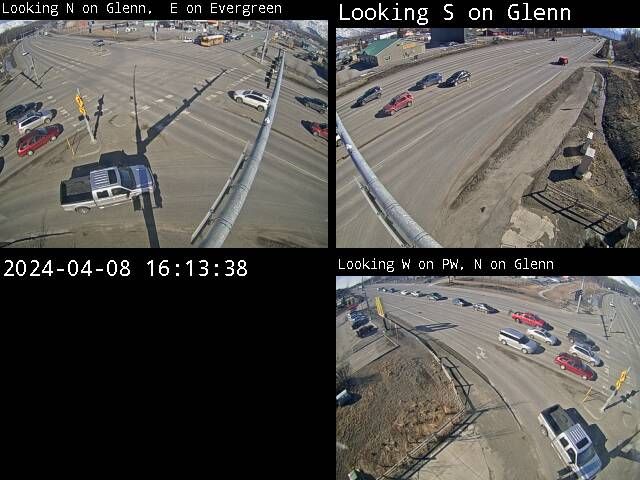 Looking N on Glenn,  E on Evergreen
Looking S on Glenn
2024-04-08 16:13:38
Looking W on PW, N on Glenn